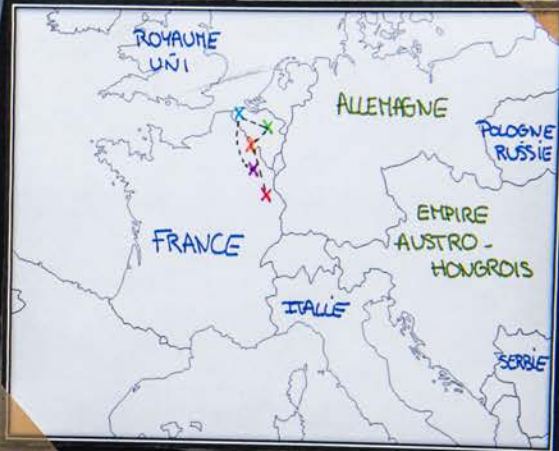 ROYAUME
UNI
ALLEMAGNE
POLOGNE
RUSSIE
EMPIRE
AUSTRO-
HONGROIS
FRANCE
ITALIE
SERBIE